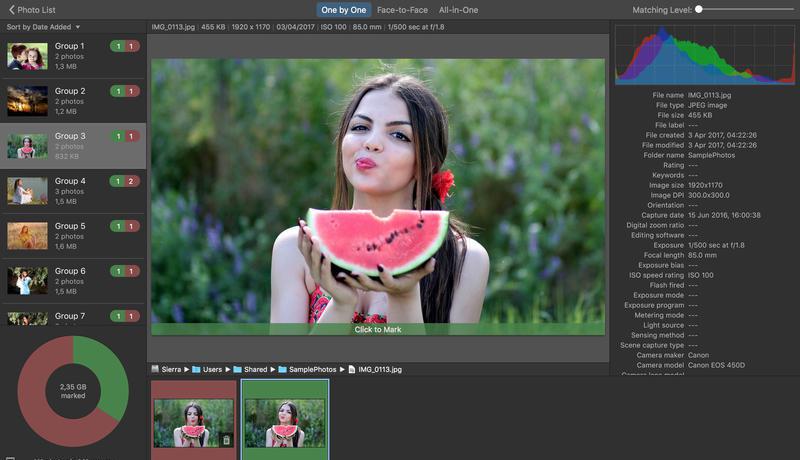 Photo List
One by One Face-to-Face All-in-One
Matching Level:
Sort by Date Added
IMG_0113.jpg 455 KB 1920 x 1170 03/04/2017 ISO 100 85.0 mm 1/500 sec at f/1.8
Group 1
2 photos
1,3 MB
1 1
Group 2
2 photos
1,2 MB
1 1
Group 3
2 photos
832 KB
1 1
Group 4
3 photos
1,5 MB
1 2
Group 5
2 photos
1,6 MB
1 1
Group 6
2 photos
1,5 MB
1 1
Group 7
1 1
2,35 GB
marked
Click to Mark
Sierra ▶ Users ▶ Shared ▶ SamplePhotos ▶ IMG_0113.jpg
File name IMG_0113.jpg
File type JPEG image
File size 455 KB
File label ---
File created 3 Apr 2017, 04:22:26
File modified 3 Apr 2017, 04:22:26
Folder name SamplePhotos
Rating ---
Keywords ---
Image size 1920x1170
Image DPI 300.0x300.0
Orientation ---
Capture date 15 Jun 2016, 16:00:38
Digital zoom ratio ---
Editing software ---
Exposure 1/500 sec at f/1.8
Focal length 85.0 mm
Exposure bias ---
ISO speed rating ISO 100
Flash fired ---
Exposure mode ---
Exposure program ---
Metering mode ---
Light source ---
Sensing method ---
Scene capture type ---
Camera maker Canon
Camera model Canon EOS 450D